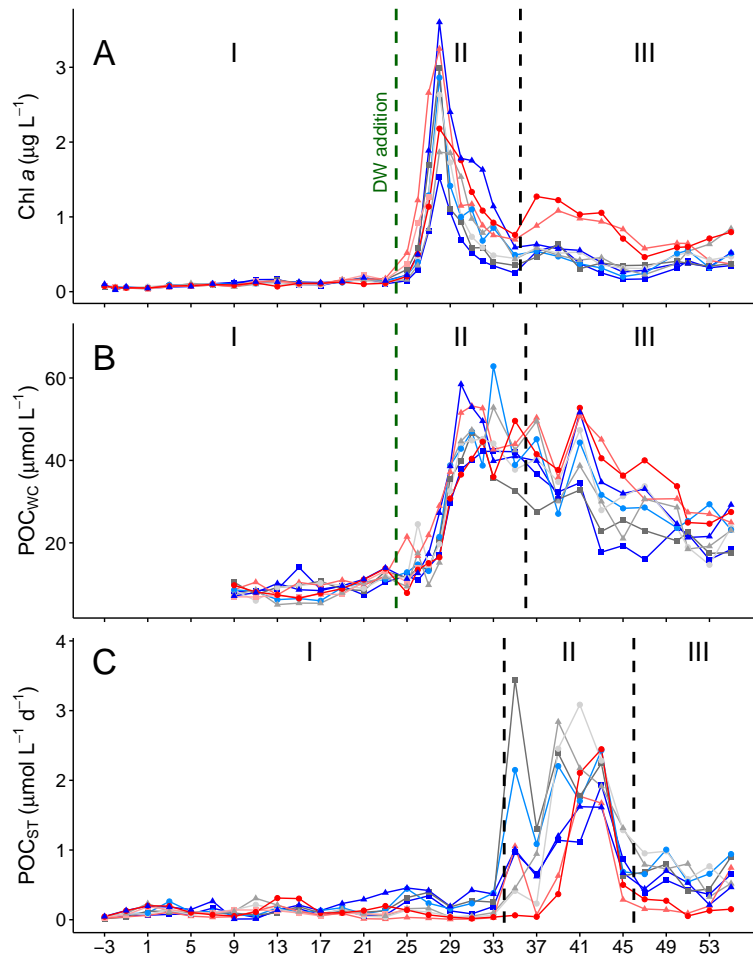 A
I
II
III
DW addition
Chl a (µg L⁻¹)
3
2
1
0
B
I
II
III
POC_WC (µmol L⁻¹)
60
40
20
C
I
II
III
POC_ST (µmol L⁻¹ d⁻¹)
4
3
2
1
0
−3 1 5 9 13 17 21 25 29 33 37 41 45 49 53